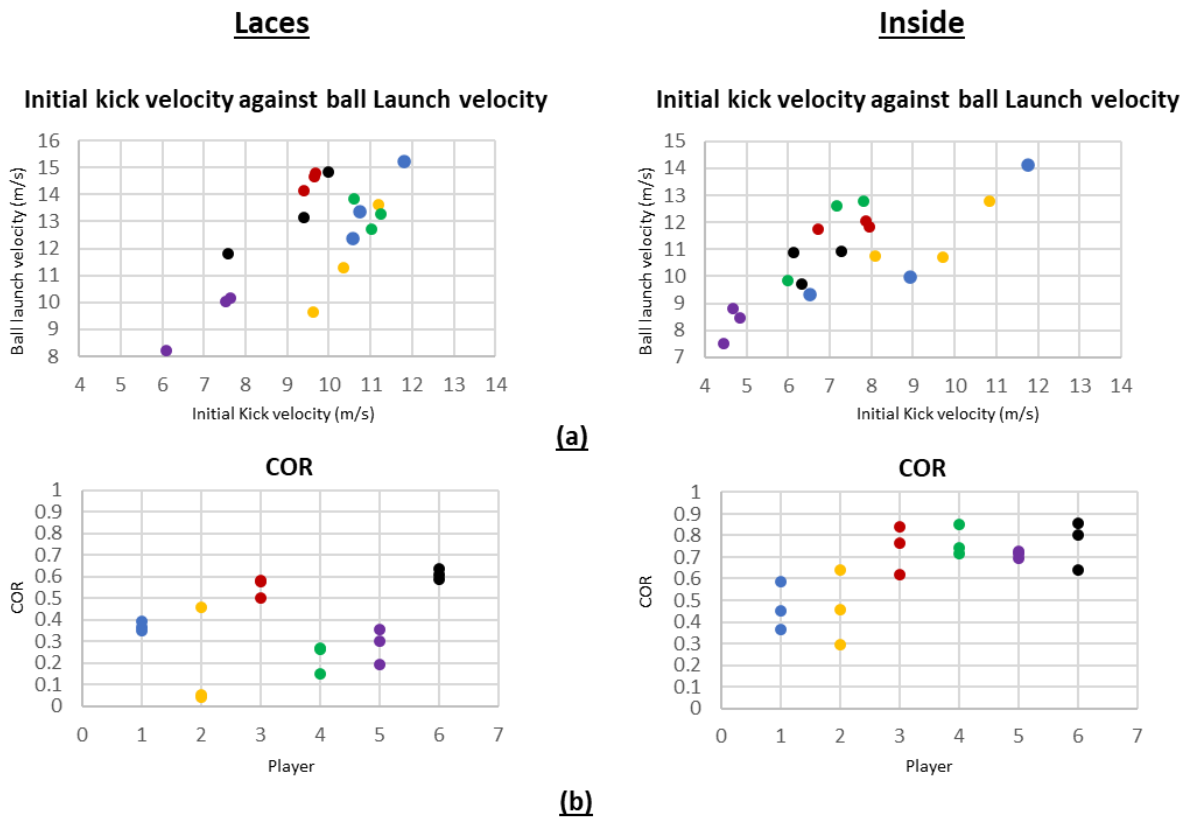 Laces
Inside
Initial kick velocity against ball Launch velocity
Ball launch velocity (m/s)
16
15
14
13
12
11
10
9
8
4 5 6 7 8 9 10 11 12 13 14
Initial Kick velocity (m/s)
Initial kick velocity against ball Launch velocity
Ball launch velocity (m/s)
15
14
13
12
11
10
9
8
7
4 5 6 7 8 9 10 11 12 13 14
Initial Kick velocity (m/s)
(a)
COR
COR
1
0.9
0.8
0.7
0.6
0.5
0.4
0.3
0.2
0.1
0
0 1 2 3 4 5 6 7
Player
COR
COR
1
0.9
0.8
0.7
0.6
0.5
0.4
0.3
0.2
0.1
0
0 1 2 3 4 5 6 7
Player
(b)